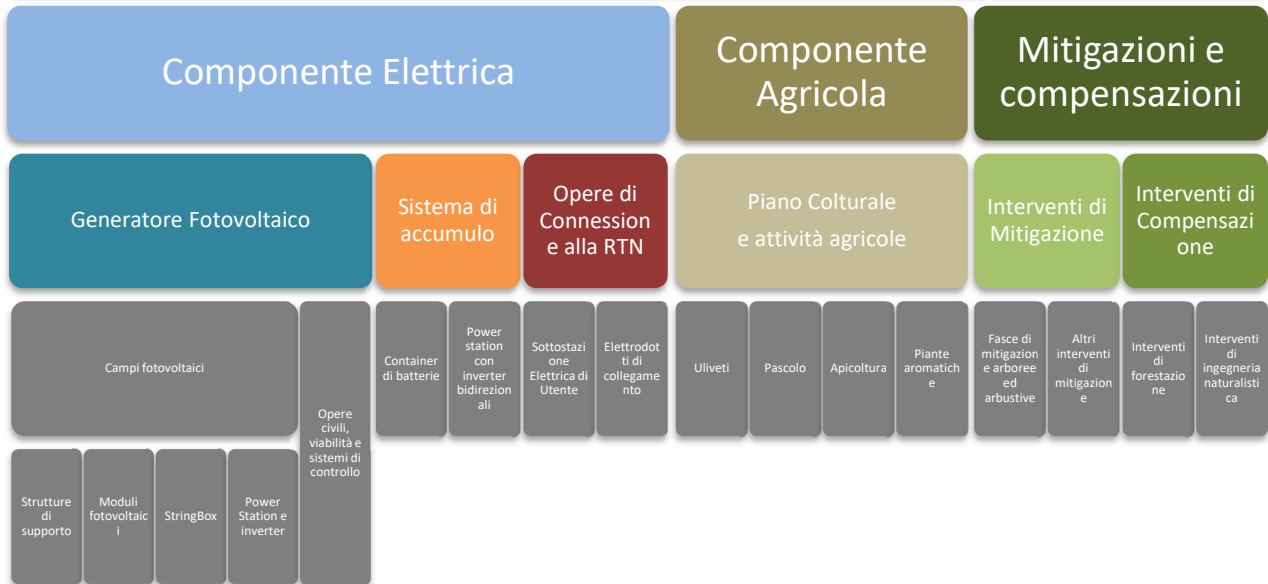 Componente Elettrica
Componente
Agricola
Mitigazioni e
compensazioni
Generatore Fotovoltaico
Sistema di
accumulo
Opere di
Connession
e alla RTN
Piano Colturale
e attività agricole
Interventi di
Mitigazione
Interventi di
Compensazi
one
Campi fotovoltaici
Opere
civili,
viabilità e
sistemi di
controllo
Container
di batterie
Power
station
con
inverter
bidirezion
ali
Sottostazi
one
Elettrica di
Utente
Elettrodot
ti di
collegame
nto
Uliveti
Pascolo
Apicoltura
Piante
aromatich
e
Fasce di
mitigazion
e arboree
ed
arbustive
Altri
interventi
di
mitigazion
e
Interventi
di
forestazio
ne
Interventi
di
ingegneria
naturalisti
ca
Strutture
di
supporto
Moduli
fotovoltaic
i
StringBox
Power
Station e
inverter